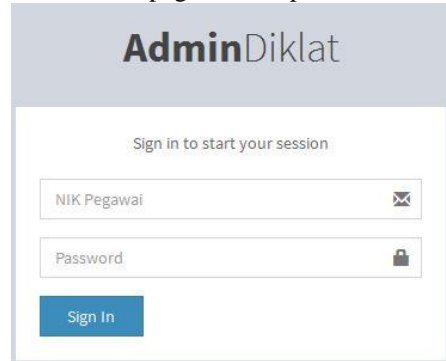 AdminDiklat
Sign in to start your session
NIK Pegawai
Password
Sign In